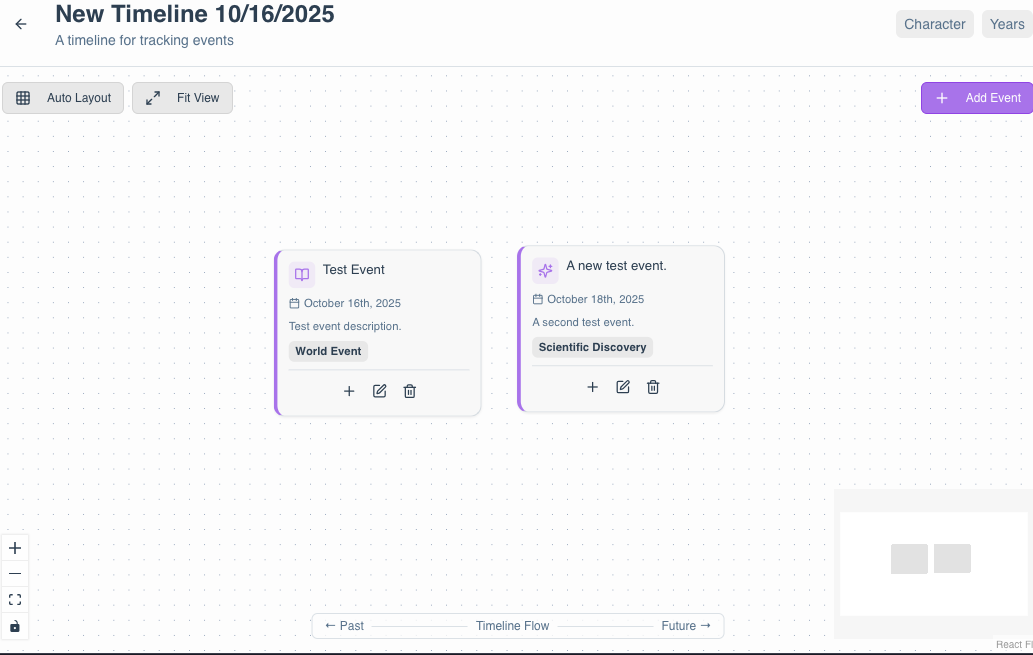 New Timeline 10/16/2025
A timeline for tracking events
Character
Years
Auto Layout
Fit View
Add Event
Test Event
October 16th, 2025
Test event description.
World Event
A new test event.
October 18th, 2025
A second test event.
Scientific Discovery
← Past
Timeline Flow
Future →
React Fl